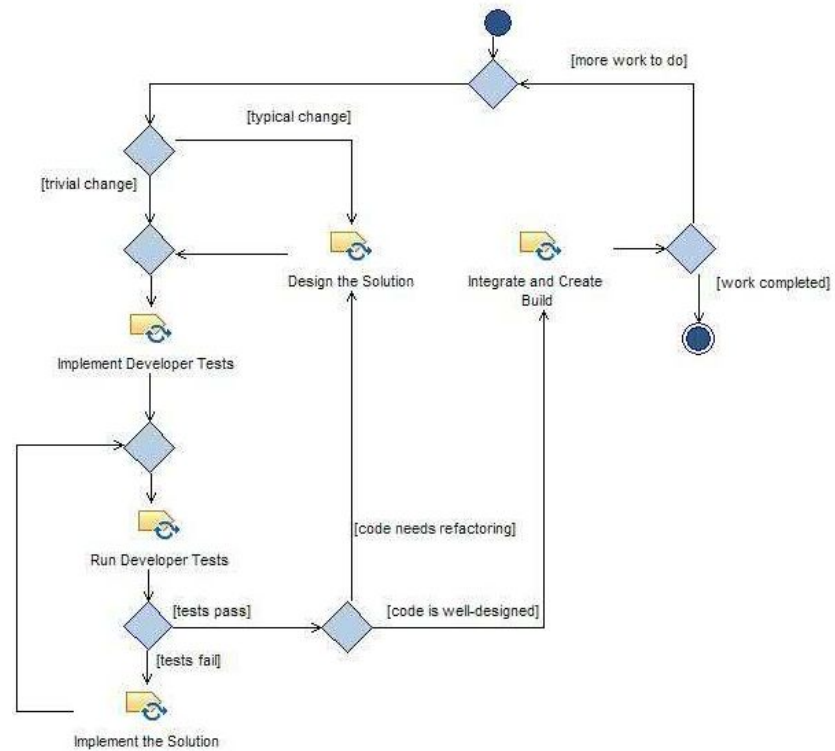 [more work to do]
[typical change]
[trivial change]
Design the Solution
Integrate and Create
Build
[work completed]
Implement Developer Tests
[code needs refactoring]
Run Developer Tests
[tests pass]
[code is well-designed]
[tests fail]
Implement the Solution